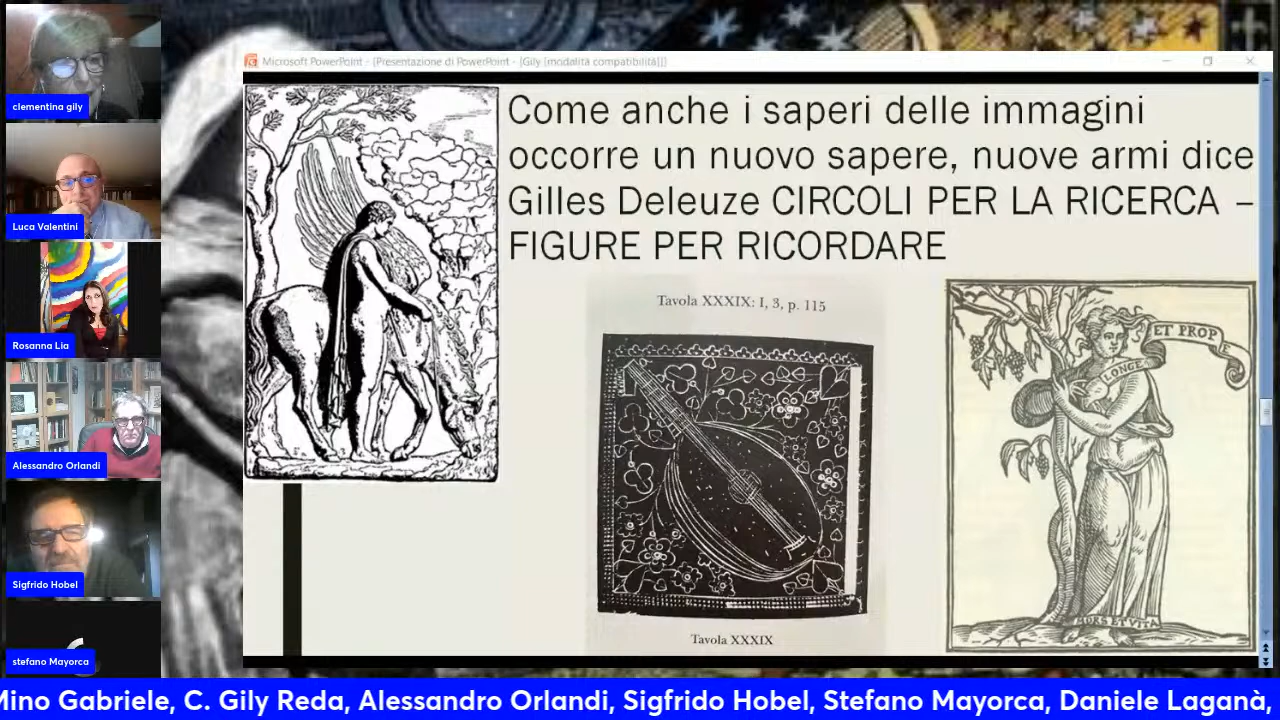 Microsoft PowerPoint - [Presentazione di PowerPoint - [Gily [modalità compatibilità]]]
Come anche i saperi delle immagini
occorre un nuovo sapere, nuove armi dice
Gilles Deleuze CIRCOLI PER LA RICERCA –
FIGURE PER RICORDARE
Tavola XXXIX: I, 3, p. 115
Tavola XXXIX
ET PROPE
LONGE
MORS ET VITA
clementina gily
Luca Valentini
Rosanna Lia
Alessandro Orlandi
Sigfrido Hobel
stefano Mayorca
Mino Gabriele, C. Gily Reda, Alessandro Orlandi, Sigfrido Hobel, Stefano Mayorca, Daniele Laganà,